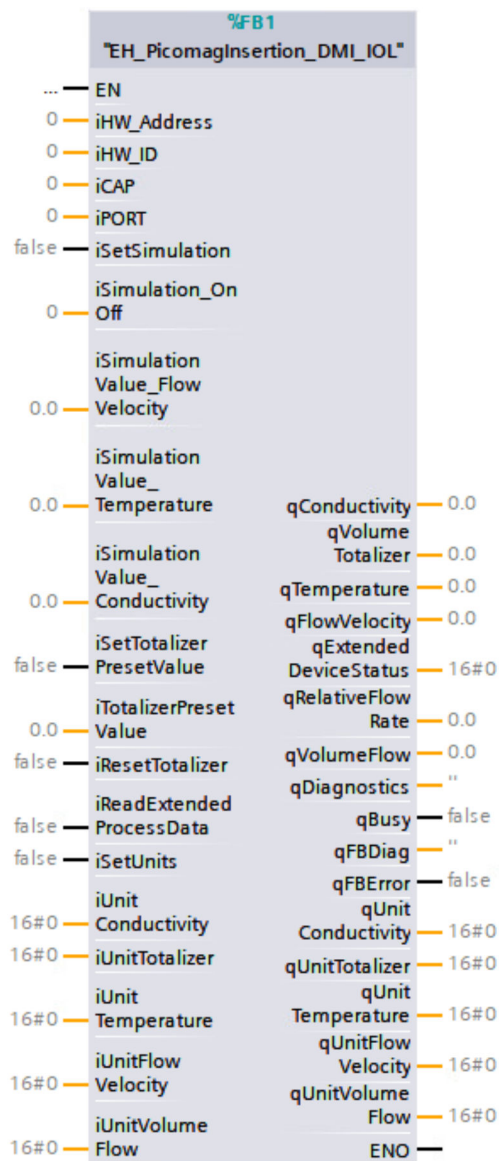 %FB1
"EH_PicomagInsertion_DMI_IOL"
... EN
0 iHW_Address
0 iHW_ID
0 iCAP
0 iPORT
false iSetSimulation
iSimulation_On
0 Off
iSimulation
Value_Flow
0.0 Velocity
iSimulation
Value_
0.0 Temperature
iSimulation
Value_
0.0 Conductivity
iSetTotalizer
false PresetValue
iTotalizerPreset
0.0 Value
false iResetTotalizer
iReadExtended
false ProcessData
false iSetUnits
iUnit
16#0 Conductivity
16#0 iUnitTotalizer
iUnit
16#0 Temperature
iUnitFlow
16#0 Velocity
iUnitVolume
16#0 Flow
qConductivity 0.0
qVolume
Totalizer 0.0
qTemperature 0.0
qFlowVelocity 0.0
qExtended
DeviceStatus 16#0
qRelativeFlow
Rate 0.0
qVolumeFlow 0.0
qDiagnostics ''
qBusy false
qFBDiag ''
qFBError false
qUnit
Conductivity 16#0
qUnitTotalizer 16#0
qUnit
Temperature 16#0
qUnitFlow
Velocity 16#0
qUnitVolume
Flow 16#0
ENO